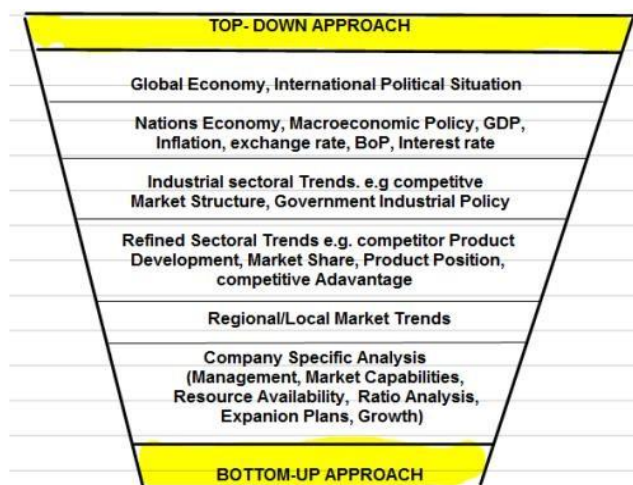 TOP- DOWN APPROACH
Global Economy, International Political Situation
Nations Economy, Macroeconomic Policy, GDP,
Inflation, exchange rate, BoP, Interest rate
Industrial sectoral Trends. e.g competitve
Market Structure, Government Industrial Policy
Refined Sectoral Trends e.g. competitor Product
Development, Market Share, Product Position,
competitive Adavantage
Regional/Local Market Trends
Company Specific Analysis
(Management, Market Capabilities,
Resource Availability, Ratio Analysis,
Expanion Plans, Growth)
BOTTOM-UP APPROACH